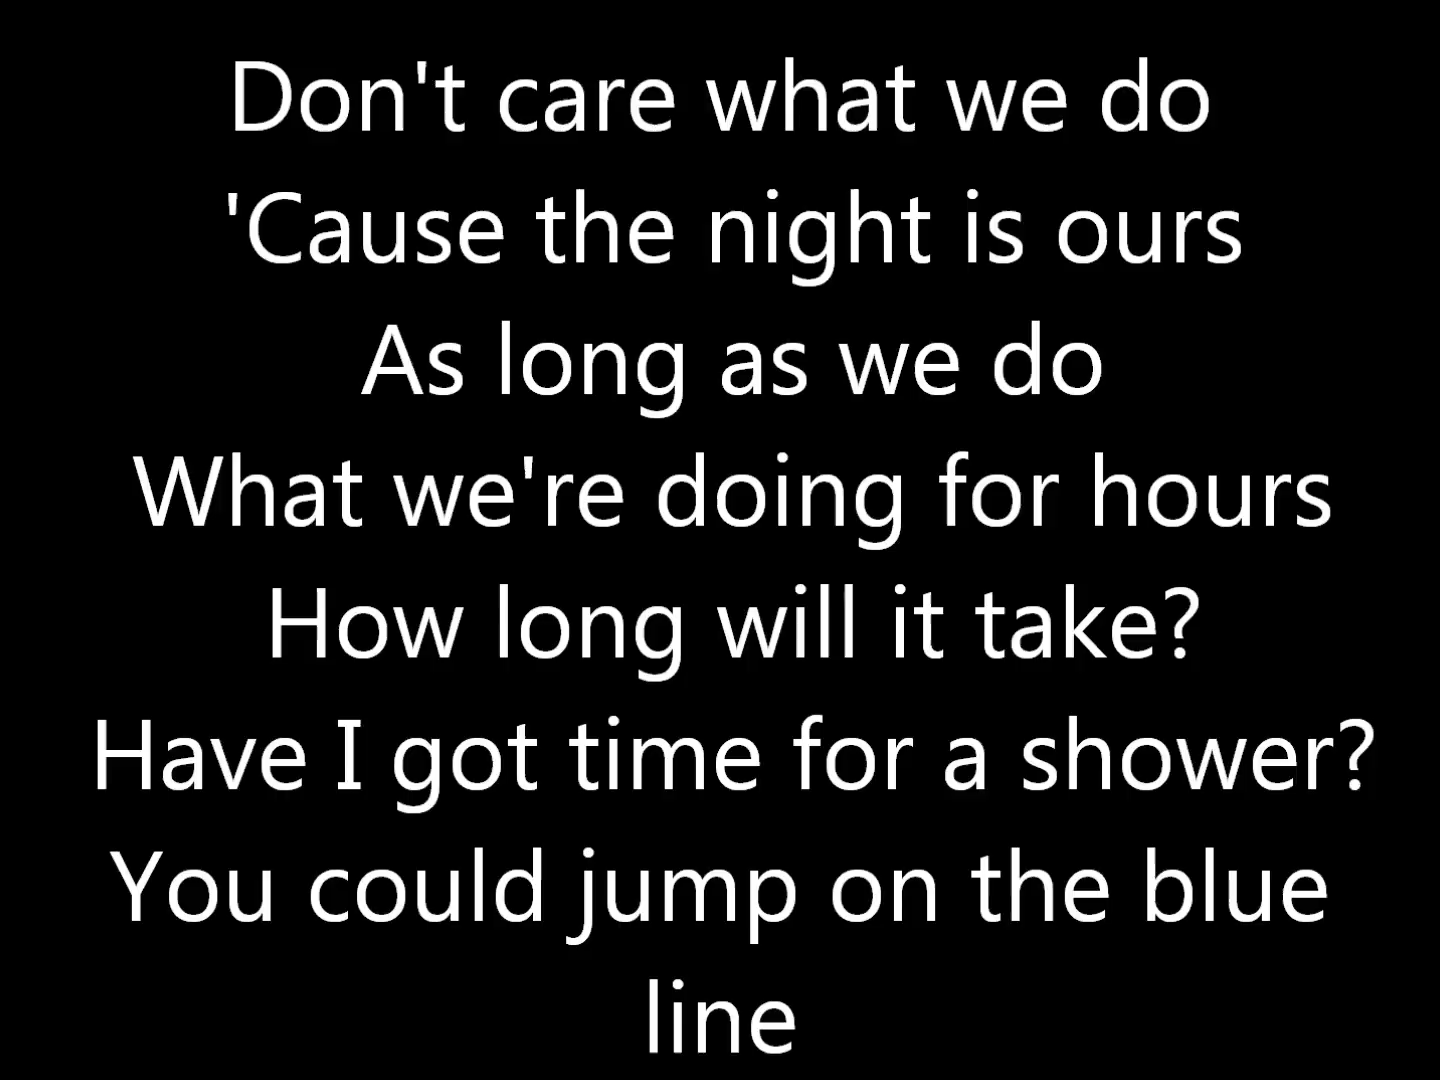 Don't care what we do
'Cause the night is ours
As long as we do
What we're doing for hours
How long will it take?
Have I got time for a shower?
You could jump on the blue
line